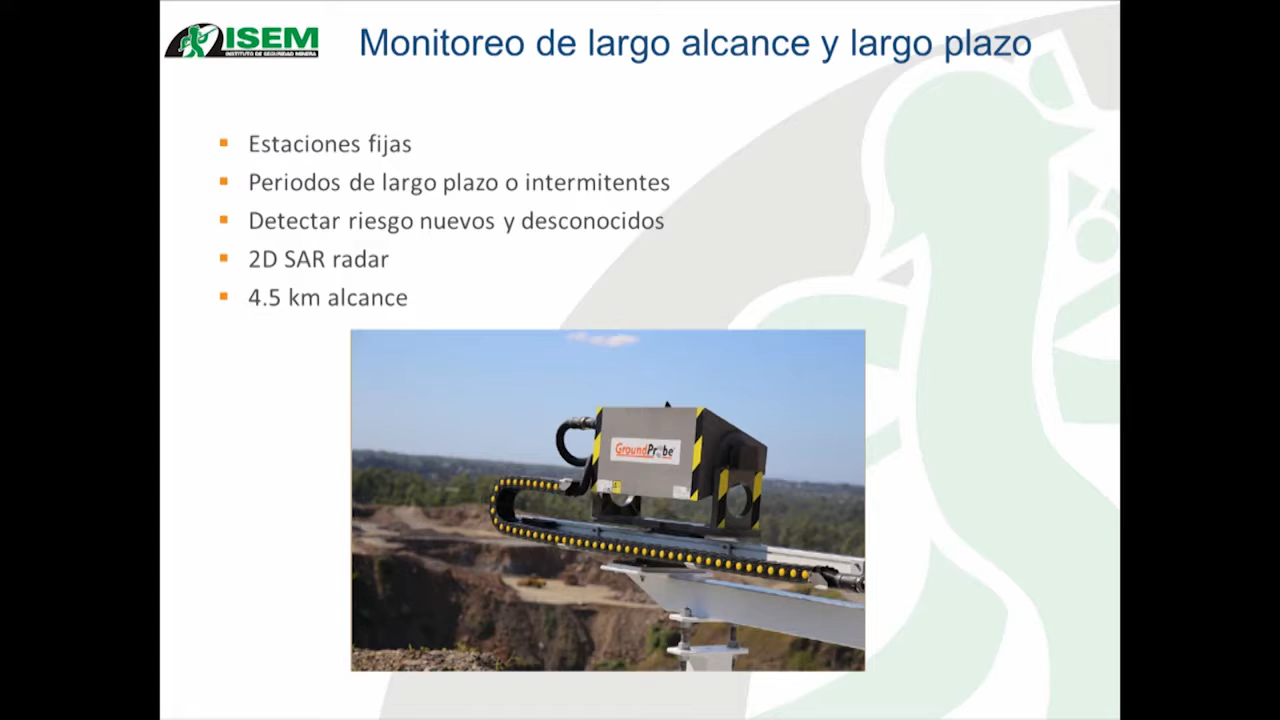 ISEM
INSTITUTO DE SEGURIDAD MINERA
Monitoreo de largo alcance y largo plazo
Estaciones fijas
Periodos de largo plazo o intermitentes
Detectar riesgo nuevos y desconocidos
2D SAR radar
4.5 km alcance
GroundProbe